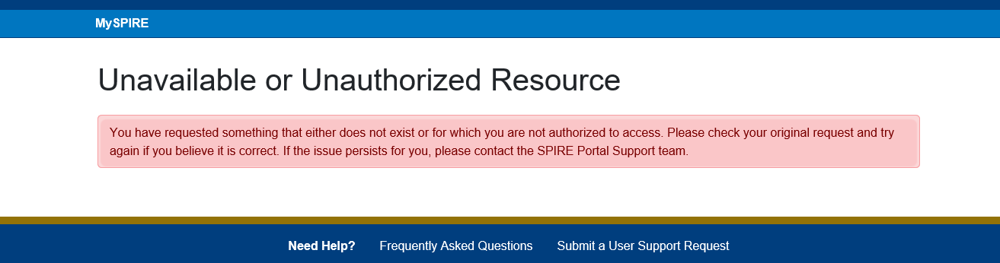 MySPIRE
Unavailable or Unauthorized Resource
You have requested something that either does not exist or for which you are not authorized to access. Please check your original request and try
again if you believe it is correct. If the issue persists for you, please contact the SPIRE Portal Support team.
Need Help? Frequently Asked Questions Submit a User Support Request